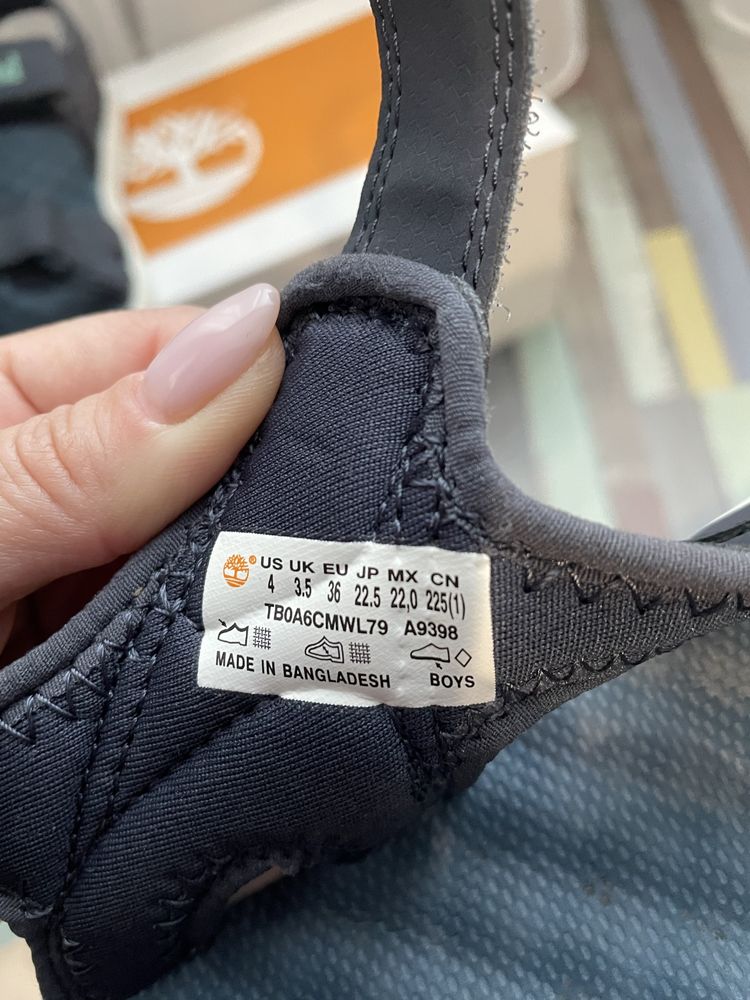 ® US UK EU JP MX CN
4 3.5 36 22.5 22,0 225(1)
TB0A6CMWL79 A9398
MADE IN BANGLADESH BOYS